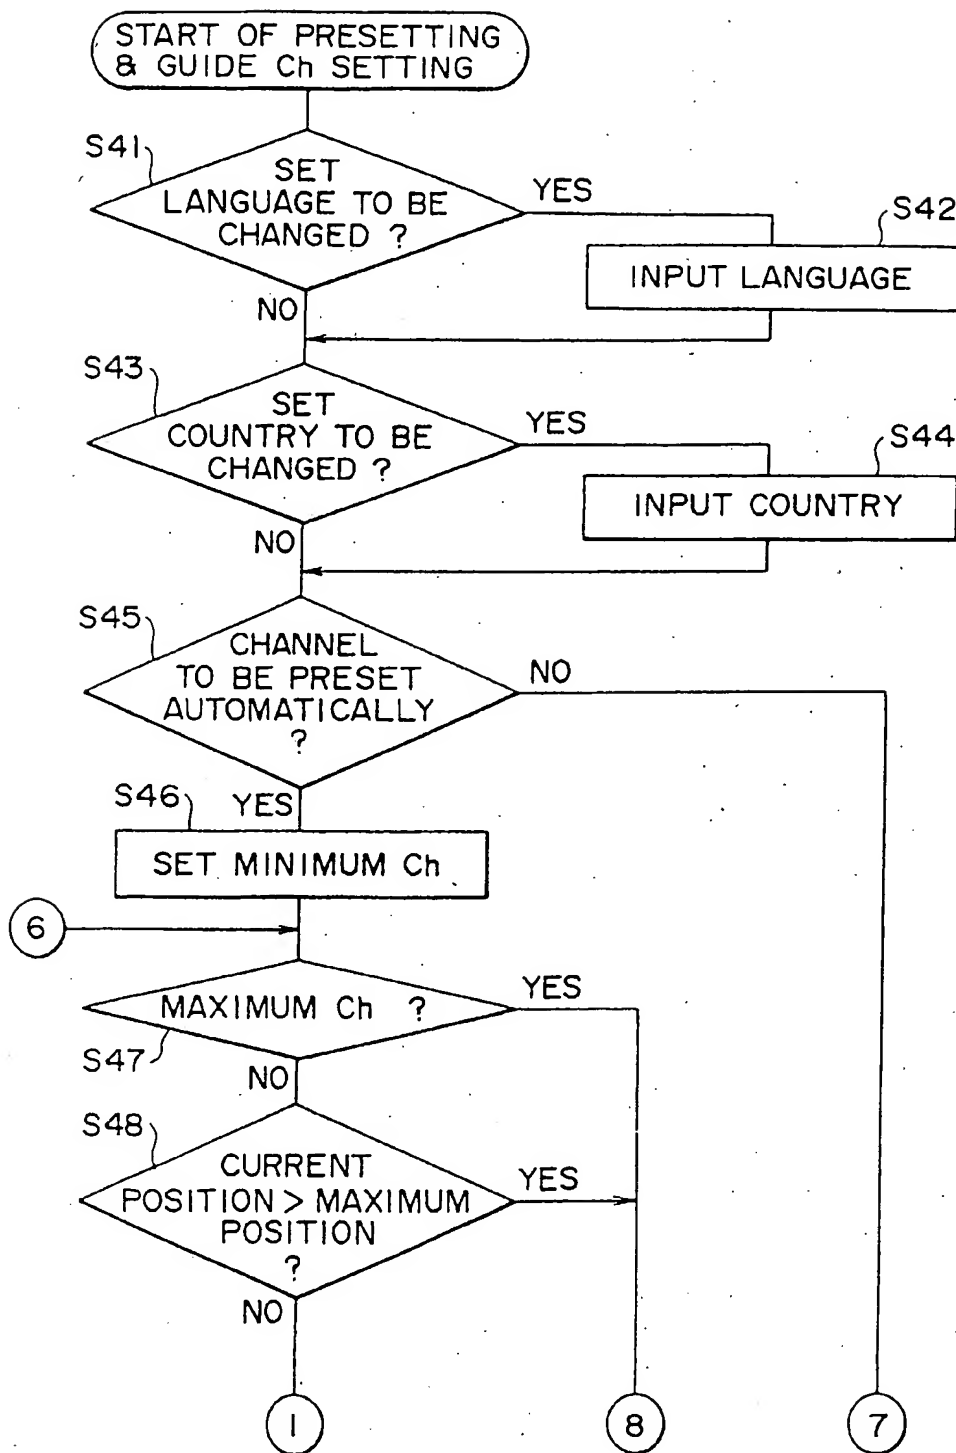 START OF PRESETTING
& GUIDE Ch SETTING
S41
SET
LANGUAGE TO BE
CHANGED ?
YES
S42
INPUT LANGUAGE
NO
S43
SET
COUNTRY TO BE
CHANGED ?
YES
S44
INPUT COUNTRY
NO
S45
CHANNEL
TO BE PRESET
AUTOMATICALLY
?
NO
S46
YES
SET MINIMUM Ch
6
MAXIMUM Ch ?
YES
S47
NO
S48
CURRENT
POSITION > MAXIMUM
POSITION
?
YES
NO
1
8
7